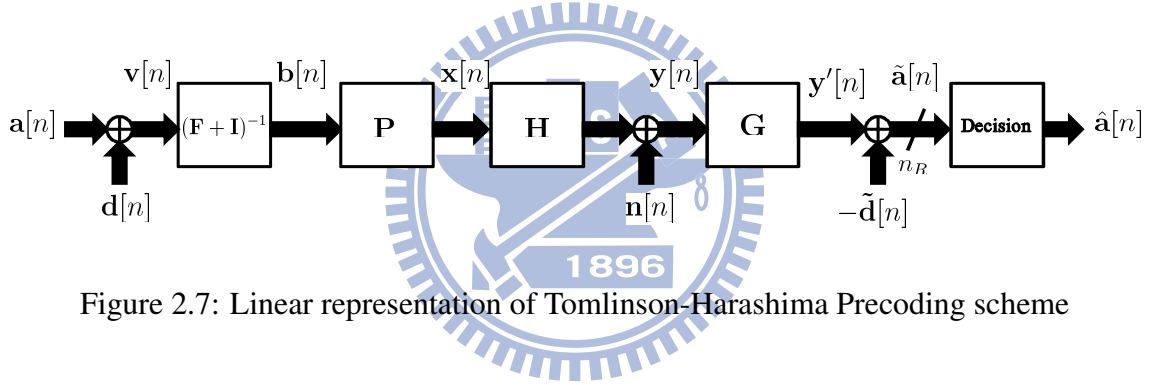 v[n] b[n] x[n] y[n] y′[n] ã[n]
a[n] (F + I)⁻¹ P H G Decision â[n]
n_R
d[n] n[n] −d̃[n]
1896
Figure 2.7: Linear representation of Tomlinson-Harashima Precoding scheme